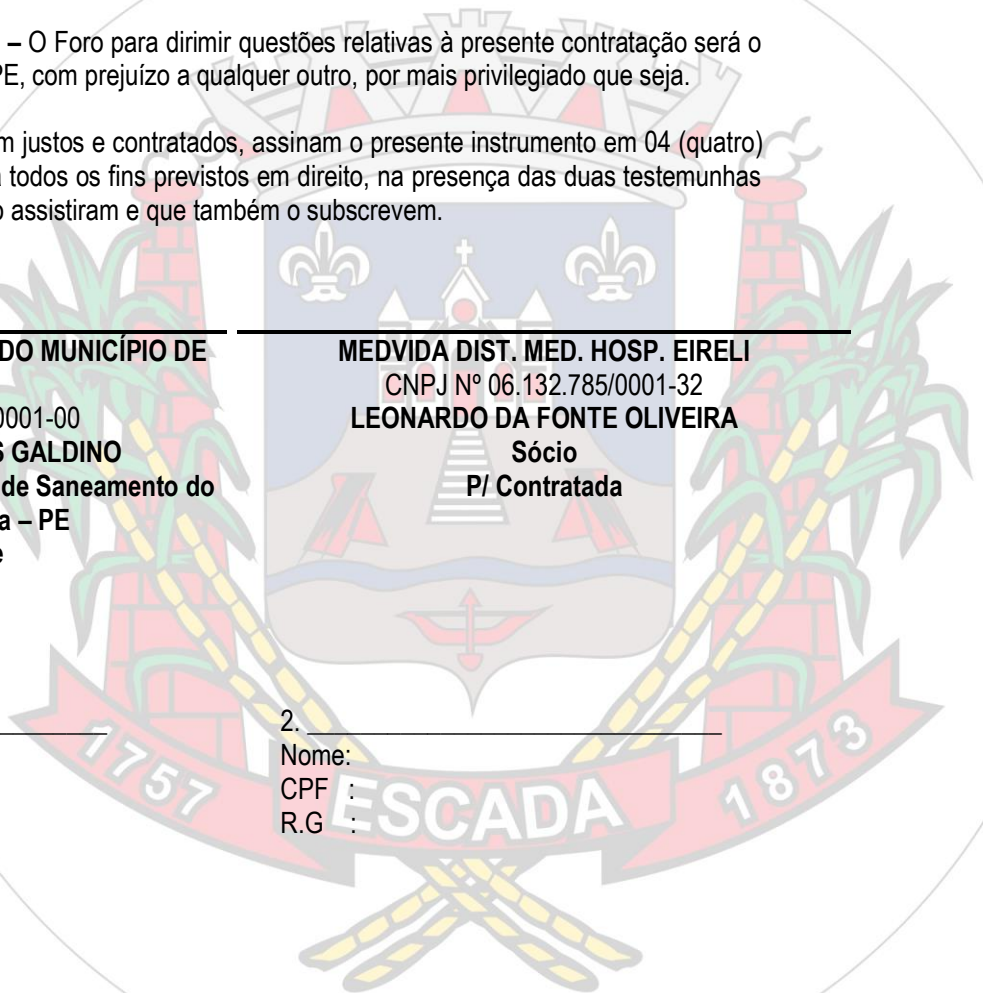 – O Foro para dirimir questões relativas à presente contratação será o
PE, com prejuízo a qualquer outro, por mais privilegiado que seja.
m justos e contratados, assinam o presente instrumento em 04 (quatro)
todos os fins previstos em direito, na presença das duas testemunhas
o assistiram e que também o subscrevem.
DO MUNICÍPIO DE
0001-00
S GALDINO
de Saneamento do
a – PE
e
MEDVIDA DIST. MED. HOSP. EIRELI
CNPJ Nº 06.132.785/0001-32
LEONARDO DA FONTE OLIVEIRA
Sócio
P/ Contratada
2. ____________________________
Nome:
CPF :
R.G :
1757 ESCADA 1873